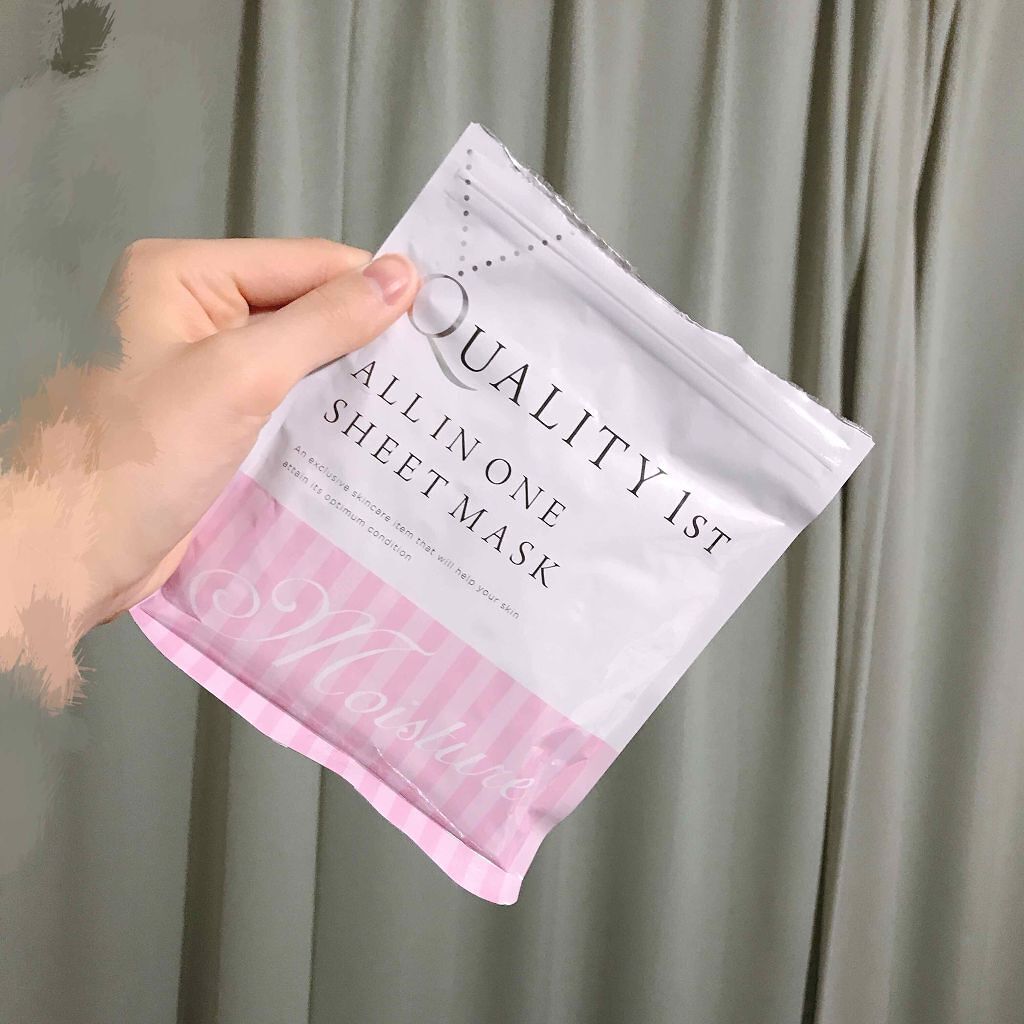 QUALITY 1ST
ALL IN ONE
SHEET MASK
An exclusive skincare item that will help your skin
attain its optimum condition
Moisture